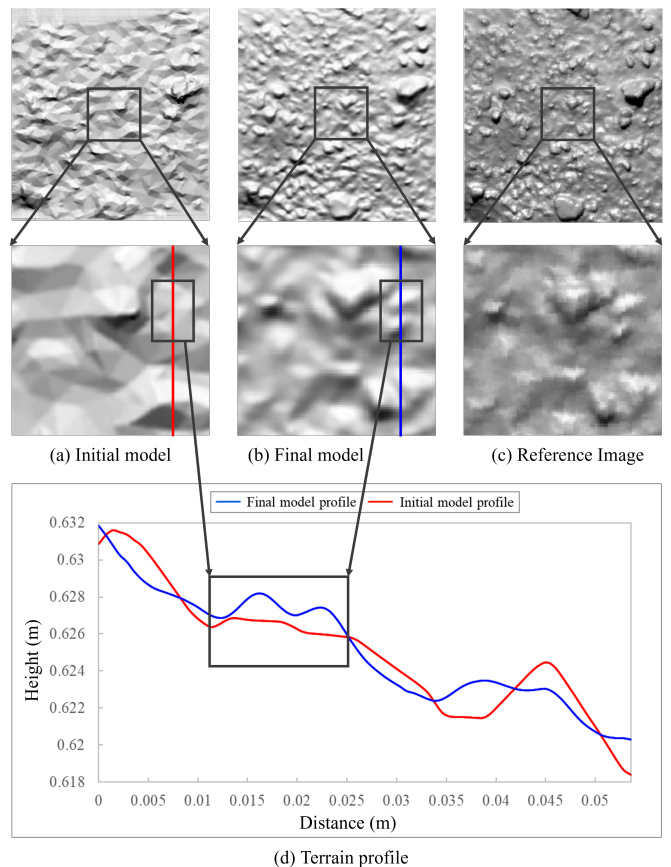 (a) Initial model (b) Final model (c) Reference Image
Final model profile Initial model profile
0.632
0.63
0.628
0.626
0.624
0.622
0.62
0.618
Height (m)
0 0.005 0.01 0.015 0.02 0.025 0.03 0.035 0.04 0.045 0.05
Distance (m)
(d) Terrain profile